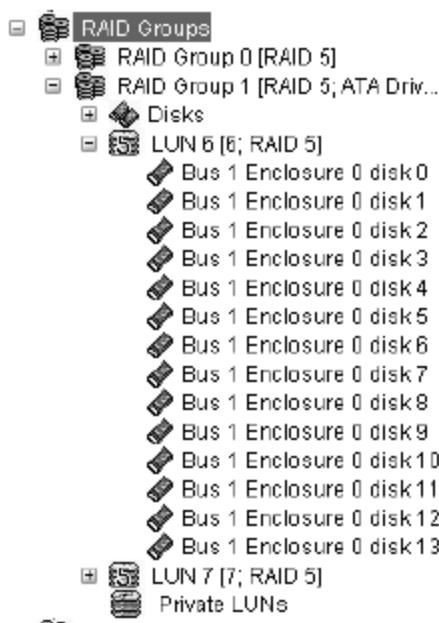 RAID Groups
RAID Group 0 [RAID 5]
RAID Group 1 [RAID 5; ATA Driv...
Disks
LUN 6 [6; RAID 5]
Bus 1 Enclosure 0 disk 0
Bus 1 Enclosure 0 disk 1
Bus 1 Enclosure 0 disk 2
Bus 1 Enclosure 0 disk 3
Bus 1 Enclosure 0 disk 4
Bus 1 Enclosure 0 disk 5
Bus 1 Enclosure 0 disk 6
Bus 1 Enclosure 0 disk 7
Bus 1 Enclosure 0 disk 8
Bus 1 Enclosure 0 disk 9
Bus 1 Enclosure 0 disk 10
Bus 1 Enclosure 0 disk 11
Bus 1 Enclosure 0 disk 12
Bus 1 Enclosure 0 disk 13
LUN 7 [7; RAID 5]
Private LUNs